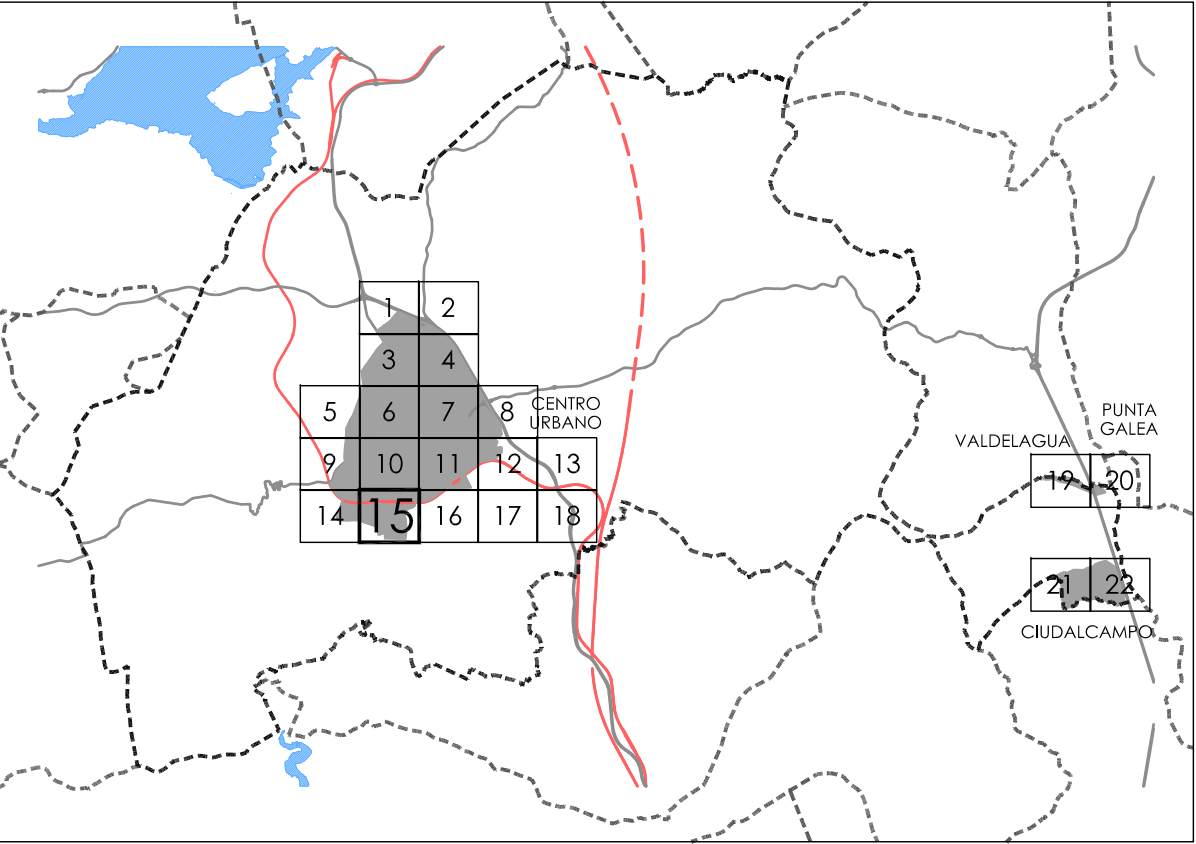 1 2
3 4
5 6 7 8 CENTRO
URBANO
PUNTA
GALEA
VALDELAGUA
9 10 11 12 13
19 20
14 15 16 17 18
21 22
CIUDALCAMPO